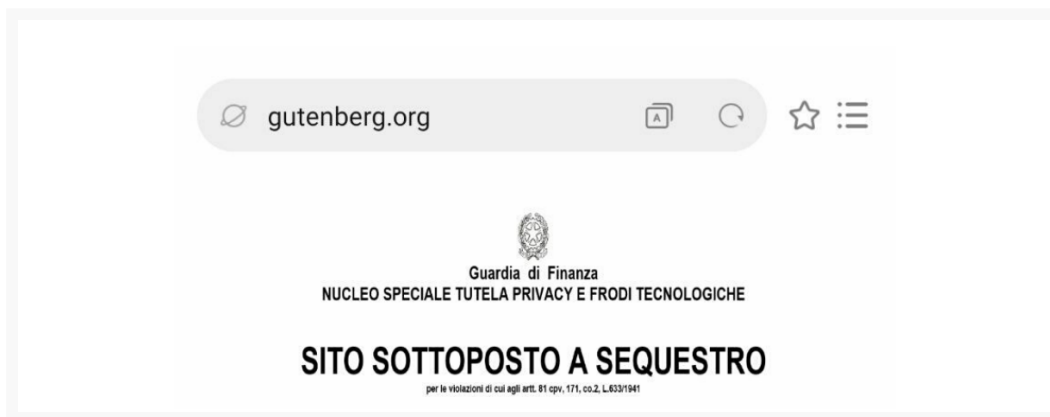 gutenberg.org
A
Guardia di Finanza
NUCLEO SPECIALE TUTELA PRIVACY E FRODI TECNOLOGICHE
SITO SOTTOPOSTO A SEQUESTRO
per le violazioni di cui agli artt. 81 cpv, 171, co.2, L.633/1941